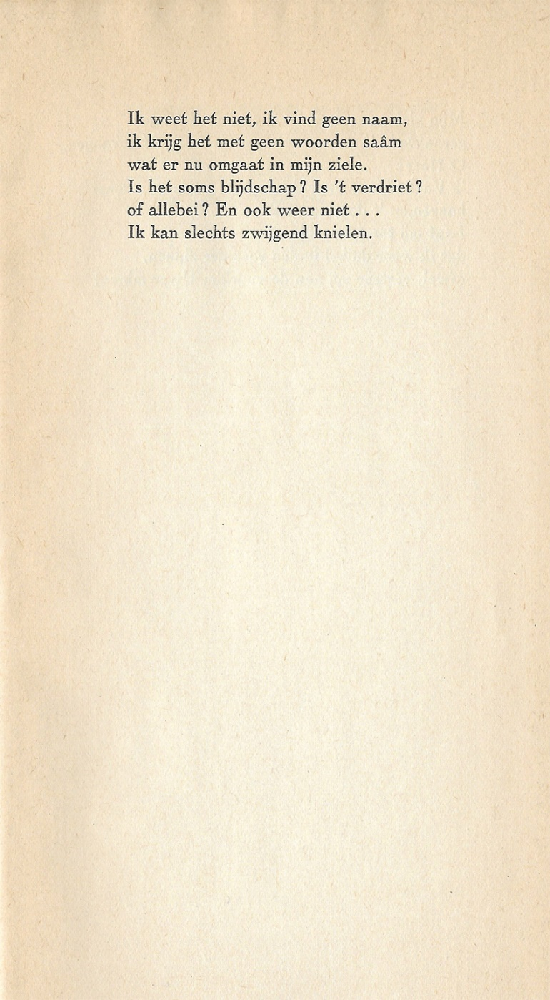 Ik weet het niet, ik vind geen naam,
ik krijg het met geen woorden saâm
wat er nu omgaat in mijn ziele.
Is het soms blijdschap? Is 't verdriet?
of allebei? En ook weer niet . . .
Ik kan slechts zwijgend knielen.